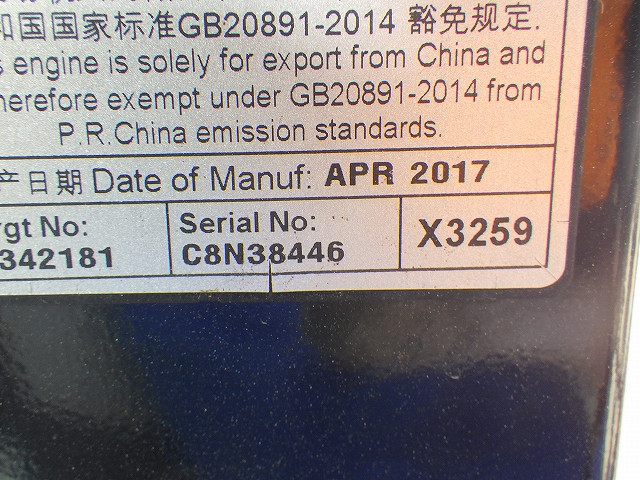 和国国家标准GB20891-2014 豁免规定.
s engine is solely for export from China and
herefore exempt under GB20891-2014 from
P.R.China emission standards.
产日期 Date of Manuf: APR 2017
rgt No:
342181
Serial No:
C8N38446
X3259